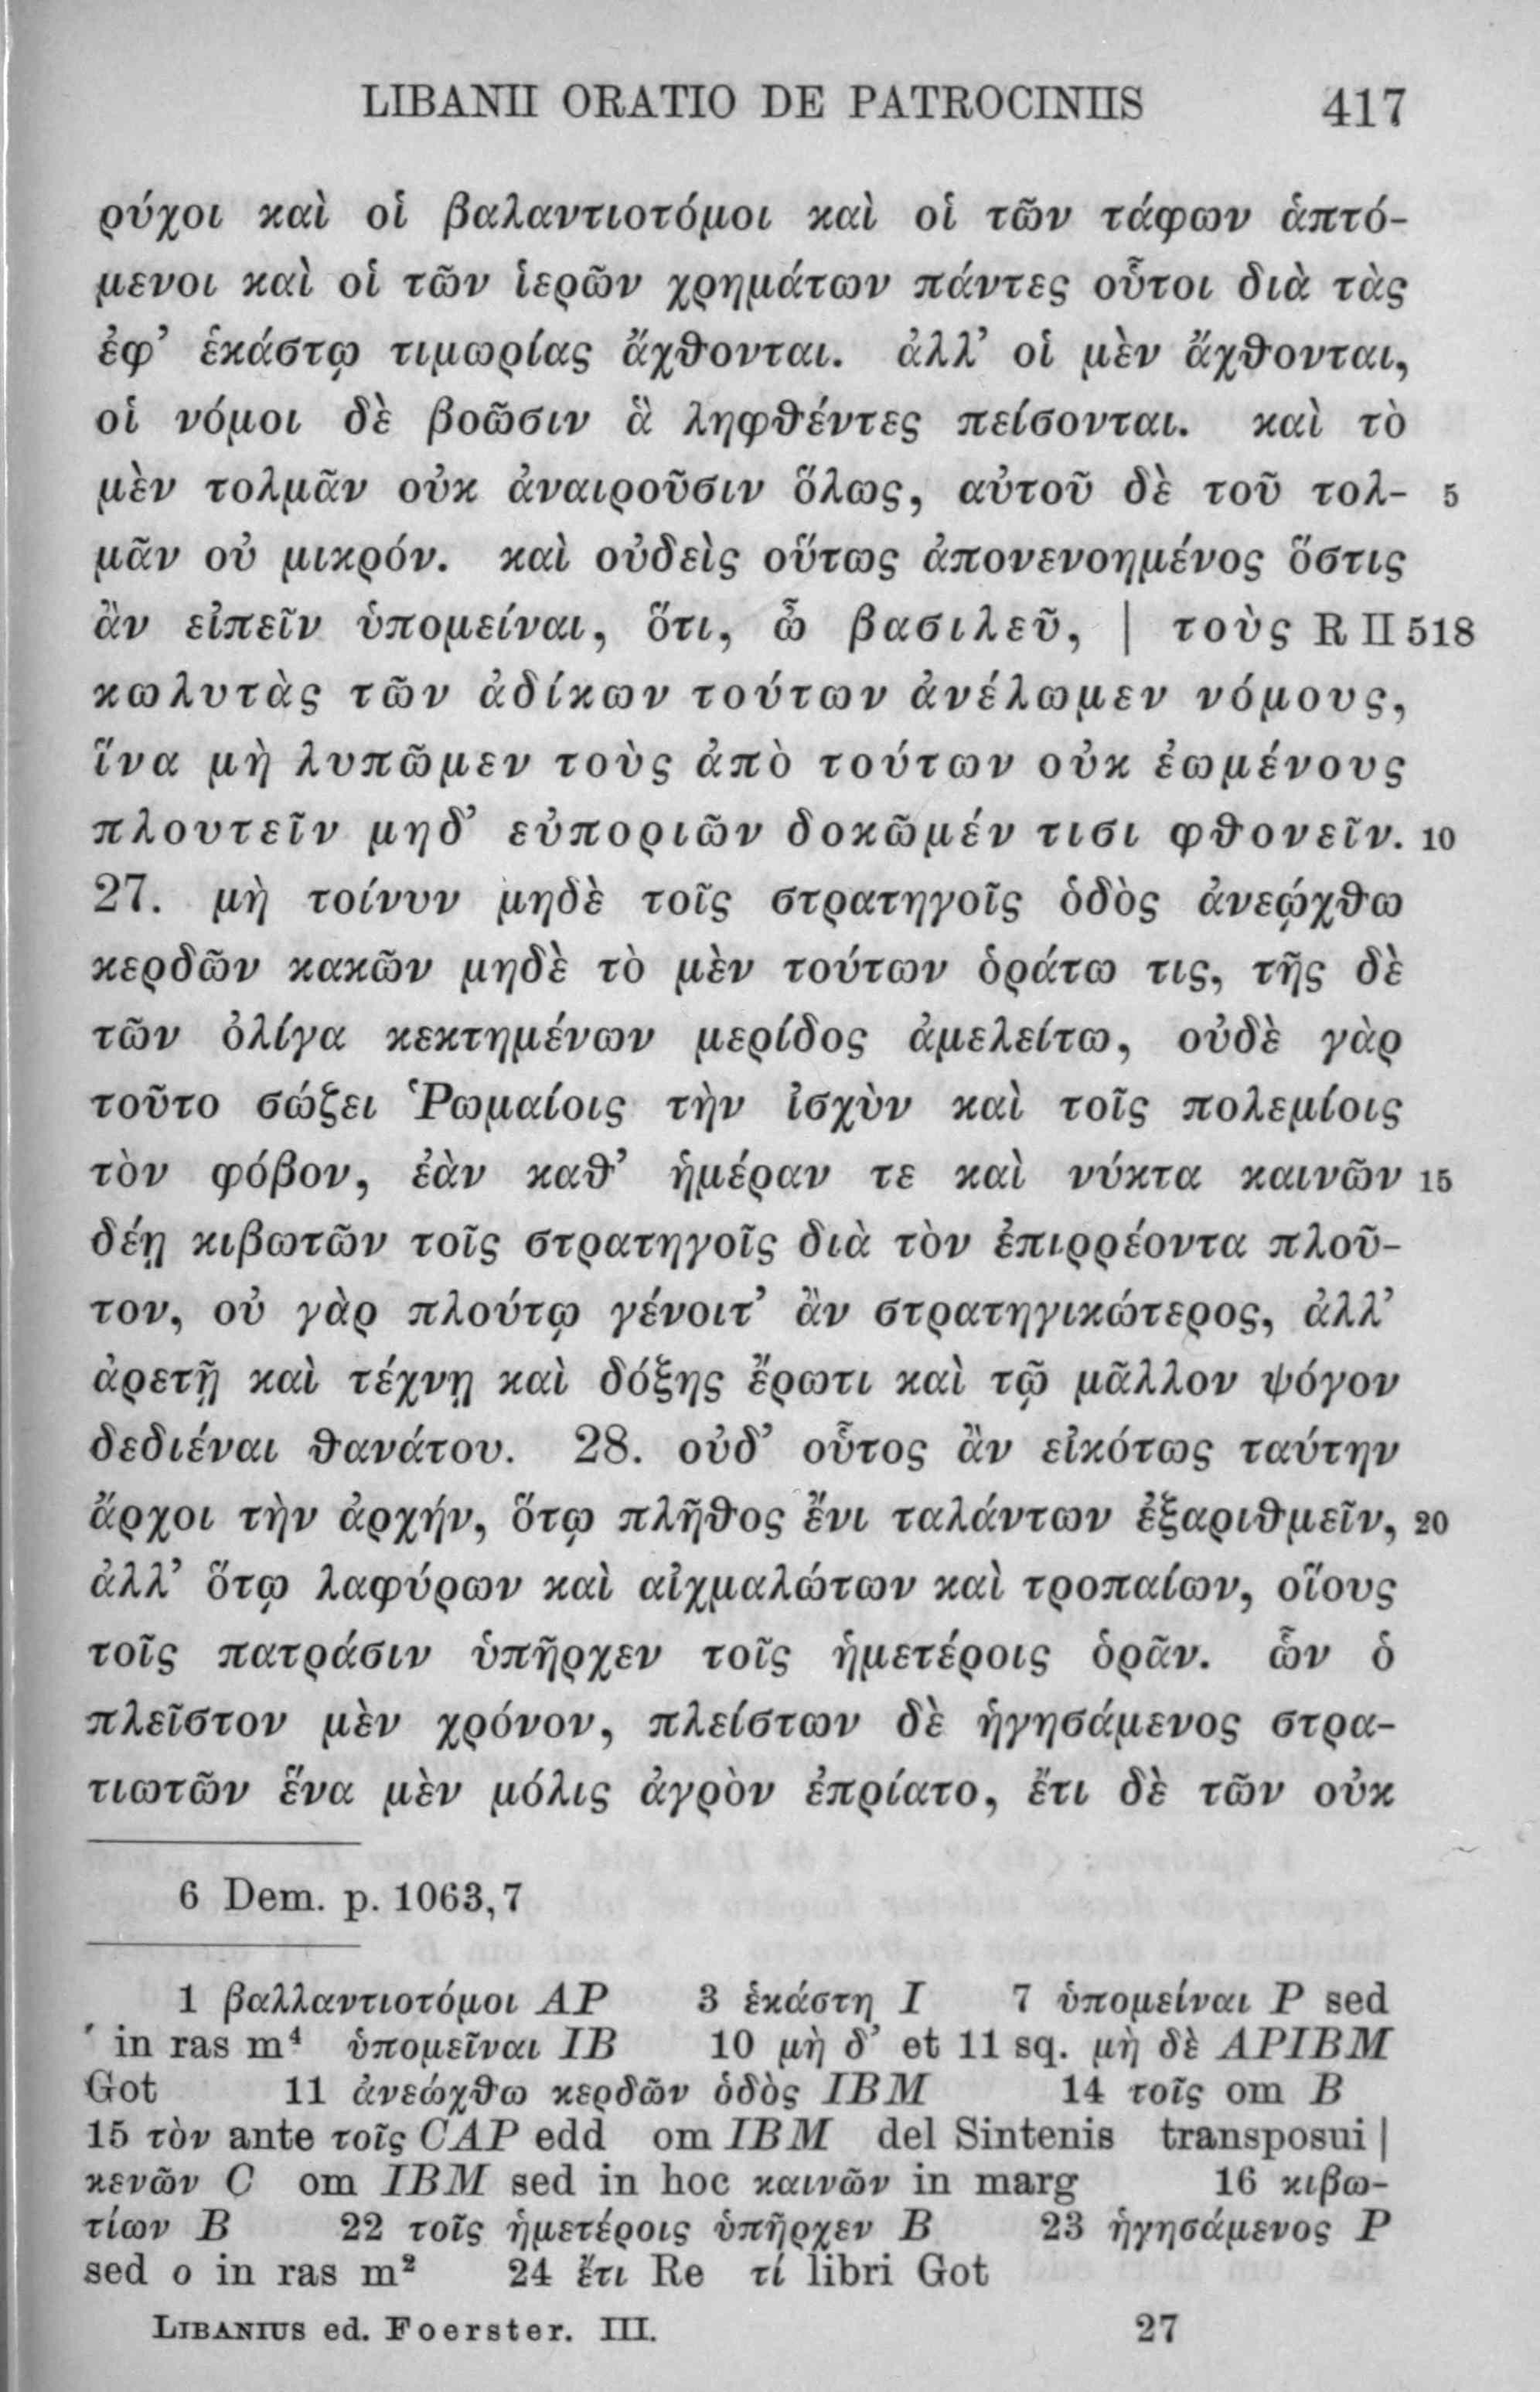 LIBANII ORATIO DE PATROCINIIS 417
ρύχοι καὶ οἱ βαλαντιοτόμοι καὶ οἱ τῶν τάφων ἁπτό-
μενοι καὶ οἱ τῶν ἱερῶν χρημάτων πάντες οὗτοι διὰ τὰς
ἐφ’ ἑκάστῳ τιμωρίας ἄχθονται. ἀλλ’ οἱ μὲν ἄχθονται,
οἱ νόμοι δὲ βοῶσιν ἃ ληφθέντες πείσονται. καὶ τὸ
μὲν τολμᾶν οὐκ ἀναιροῦσιν ὅλως, αὐτοῦ δὲ τοῦ τολ- 5
μᾶν οὐ μικρόν. καὶ οὐδεὶς οὕτως ἀπονενοημένος ὅστις
ἂν εἰπεῖν ὑπομείναι, ὅτι, ὦ βασιλεῦ, | τοὺς R II 518
κωλυτὰς τῶν ἀδίκων τούτων ἀνέλωμεν νόμους,
ἵνα μὴ λυπῶμεν τοὺς ἀπὸ τούτων οὐκ ἐωμένους
πλουτεῖν μηδ’ εὐποριῶν δοκῶμέν τισι φθονεῖν. 10
27. μὴ τοίνυν μηδὲ τοῖς στρατηγοῖς ὁδὸς ἀνεῴχθω
κερδῶν κακῶν μηδὲ τὸ μὲν τούτων ὁράτω τις, τῆς δὲ
τῶν ὀλίγα κεκτημένων μερίδος ἀμελείτω, οὐδὲ γὰρ
τοῦτο σώζει Ῥωμαίοις τὴν ἰσχὺν καὶ τοῖς πολεμίοις
τὸν φόβον, ἐὰν καθ’ ἡμέραν τε καὶ νύκτα καινῶν 15
δέῃ κιβωτῶν τοῖς στρατηγοῖς διὰ τὸν ἐπιρρέοντα πλοῦ-
τον, οὐ γὰρ πλούτῳ γένοιτ’ ἂν στρατηγικώτερος, ἀλλ’
ἀρετῇ καὶ τέχνῃ καὶ δόξης ἔρωτι καὶ τῷ μᾶλλον ψόγον
δεδιέναι θανάτου. 28. οὐδ’ οὗτος ἂν εἰκότως ταύτην
ἄρχοι τὴν ἀρχήν, ὅτῳ πλῆθος ἔνι ταλάντων ἐξαριθμεῖν, 20
ἀλλ’ ὅτῳ λαφύρων καὶ αἰχμαλώτων καὶ τροπαίων, οἵους
τοῖς πατράσιν ὑπῆρχεν τοῖς ἡμετέροις ὁρᾶν. ὧν ὁ
πλεῖστον μὲν χρόνον, πλείστων δὲ ἡγησάμενος στρα-
τιωτῶν ἕνα μὲν μόλις ἀγρὸν ἐπρίατο, ἔτι δὲ τῶν οὐκ
6 Dem. p. 1063,7
1 βαλλαντιοτόμοι AP 3 ἑκάστη I 7 ὑπομείναι P sed
´ in ras m⁴ ὑπομεῖναι IB 10 μὴ δ’ et 11 sq. μὴ δὲ APIBM
Got 11 ἀνεώχθω κερδῶν ὁδὸς IBM 14 τοῖς om B
15 τὸν ante τοῖς CAP edd om IBM del Sintenis transposui |
κενῶν C om IBM sed in hoc καινῶν in marg 16 κιβω-
τίων B 22 τοῖς ἡμετέροις ὑπῆρχεν B 23 ἡγησάμενος P
sed ο in ras m² 24 ἔτι Re τί libri Got
LIBANIUS ed. Foerster. III. 27